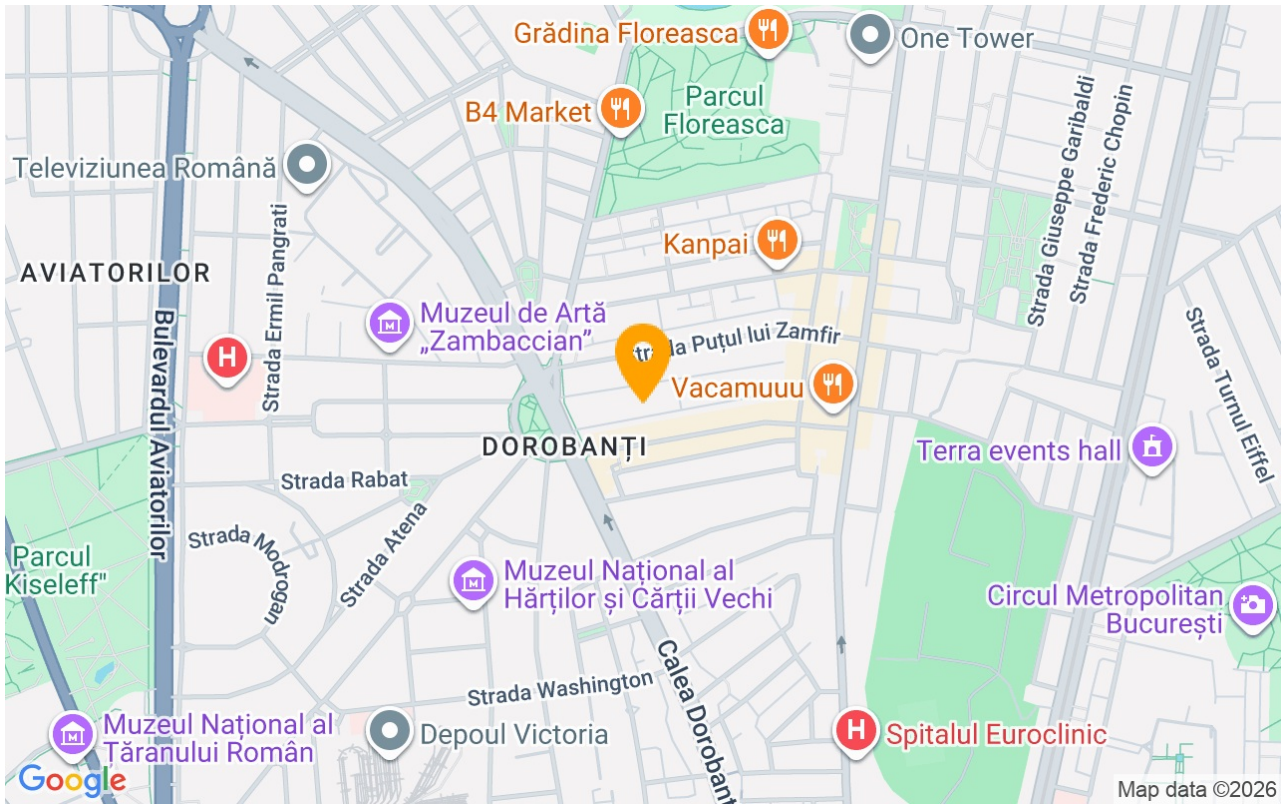 Grădina Floreasca
One Tower
B4 Market
Parcul
Floreasca
Televiziunea Română
Strada Giuseppe Garibaldi
Strada Frederic Chopin
Strada Ermil Pangrati
Kanpai
AVIATORILOR
Muzeul de Artă
„Zambaccian”
Bulevardul Aviatorilor
H
Strada Puțul lui Zamfir
Strada Turnul Eiffel
Vacamuuu
DOROBANȚI
Terra events hall
Strada Rabat
Strada Atena
Strada Modrogan
Parcul
Kiseleff"
Muzeul Național al
Hărților și Cărții Vechi
Circul Metropolitan
București
Calea Dorobanț
Strada Washington
Muzeul Național al
Țăranului Român
Depoul Victoria
H
Spitalul Euroclinic
Google
Map data ©2026